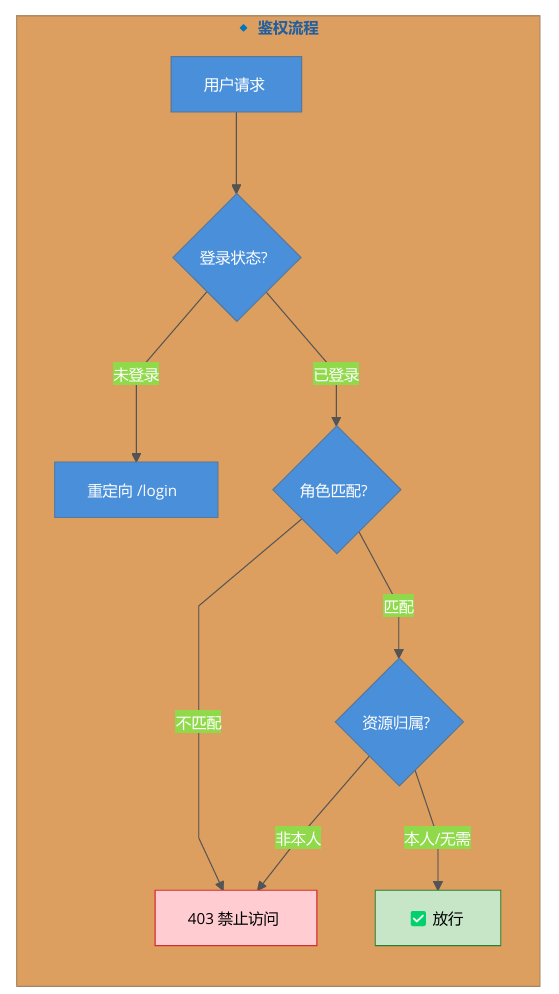 🔹 鉴权流程
用户请求
登录状态?
未登录
已登录
重定向 /login
角色匹配?
匹配
不匹配
资源归属?
非本人
本人/无需
403 禁止访问
✅ 放行